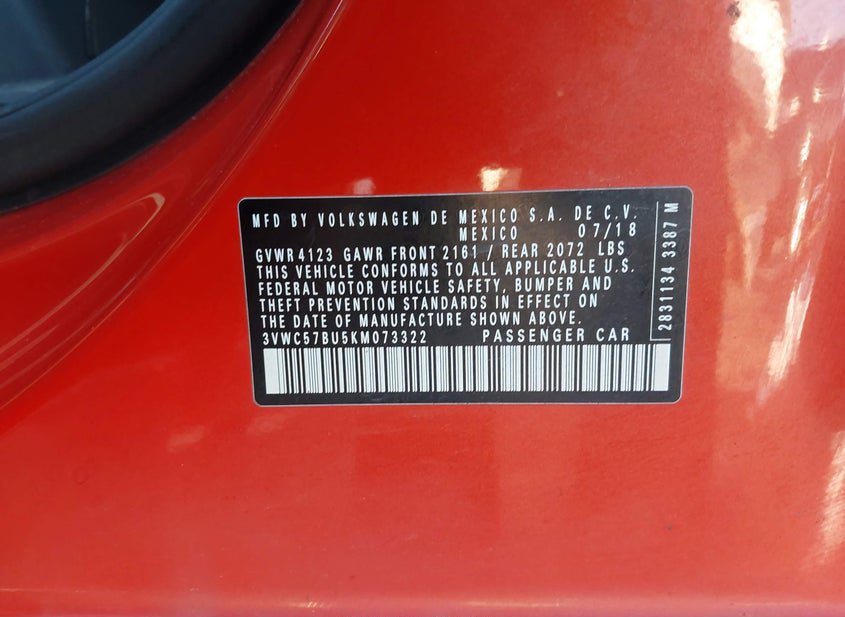 MFD BY VOLKSWAGEN DE MEXICO S.A. DE C.V.
MEXICO 07/18
GVWR 4123 GAWR FRONT 2161 / REAR 2072 LBS
THIS VEHICLE CONFORMS TO ALL APPLICABLE U.S.
FEDERAL MOTOR VEHICLE SAFETY, BUMPER AND
THEFT PREVENTION STANDARDS IN EFFECT ON
THE DATE OF MANUFACTURE SHOWN ABOVE.
3VWC57BU5KM073322 PASSENGER CAR
2831134 3387 M